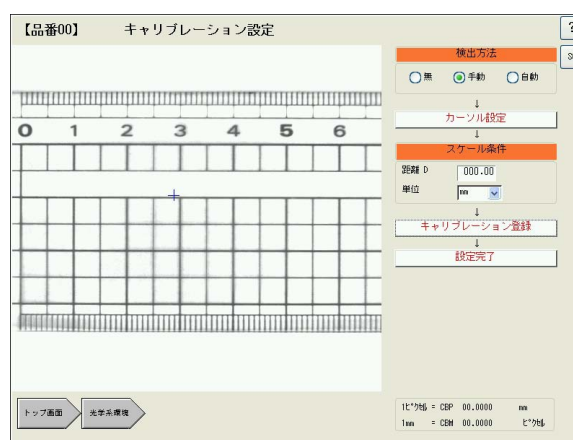 【品番00】 キャリブレーション設定
?
検出方法
無 手動 自動
↓
カーソル設定
↓
スケール条件
距離 D 000.00
単位 mm
↓
キャリブレーション登録
↓
設定完了
0 1 2 3 4 5 6
トップ画面 光学系環境
1ピクセル = CBP 00.0000 mm
1mm = CBM 00.0000 ピクセル